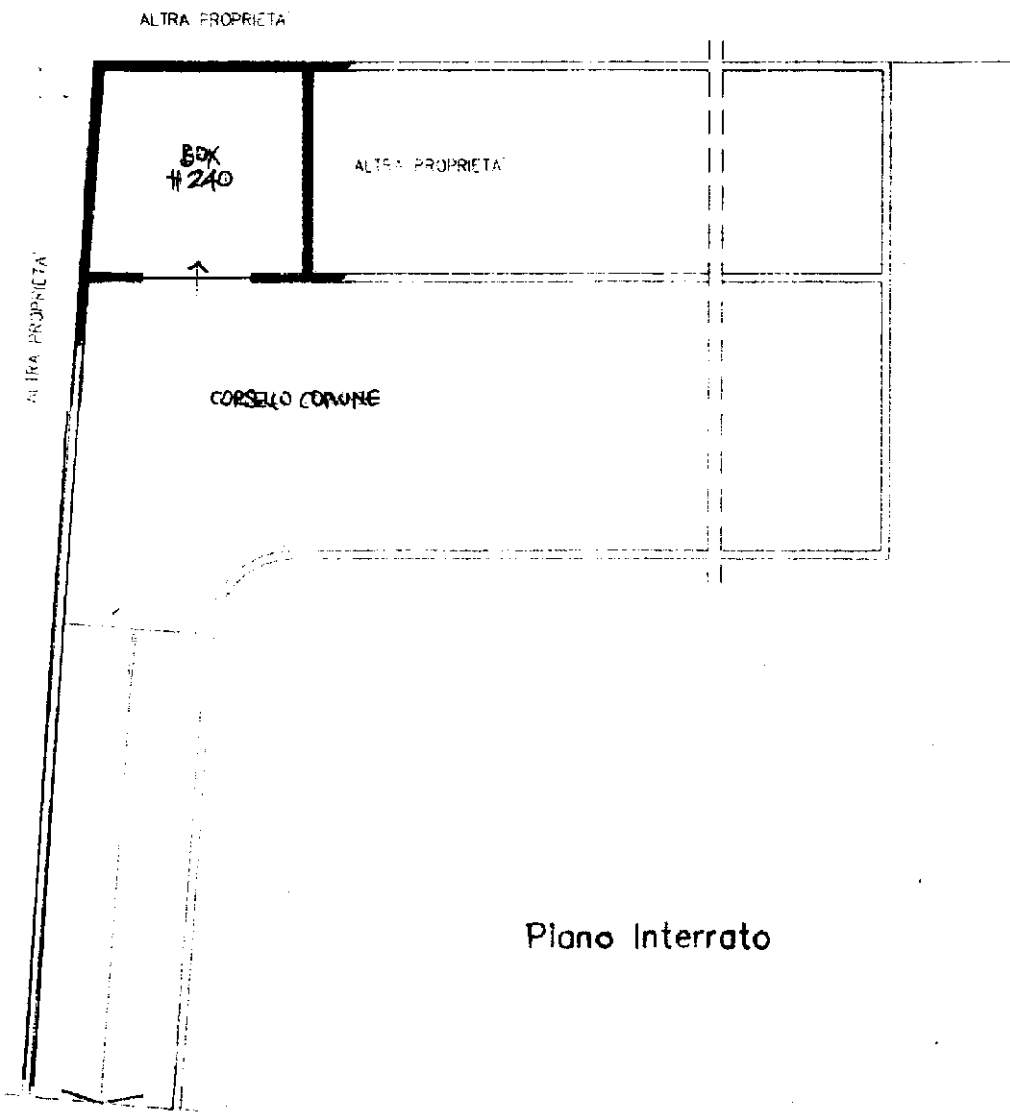 ALTRA PROPRIETA'
BOX
H 240
ALTRA PROPRIETA'
ALTRA PROPRIETA'
CORSELLO COMUNE
Piano Interrato